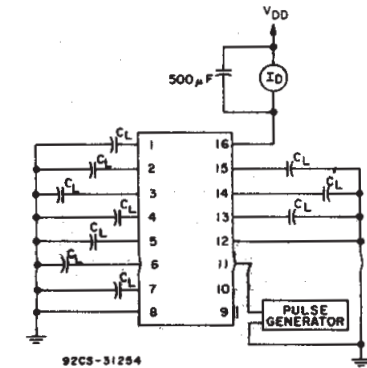 VDD
500μF
ID
CL 1 16
CL 2 15 CL
CL 3 14 CL
CL 4 13 CL
CL 5 12
CL 6 11
CL 7 10
8 9
PULSE
GENERATOR
92CS-31254